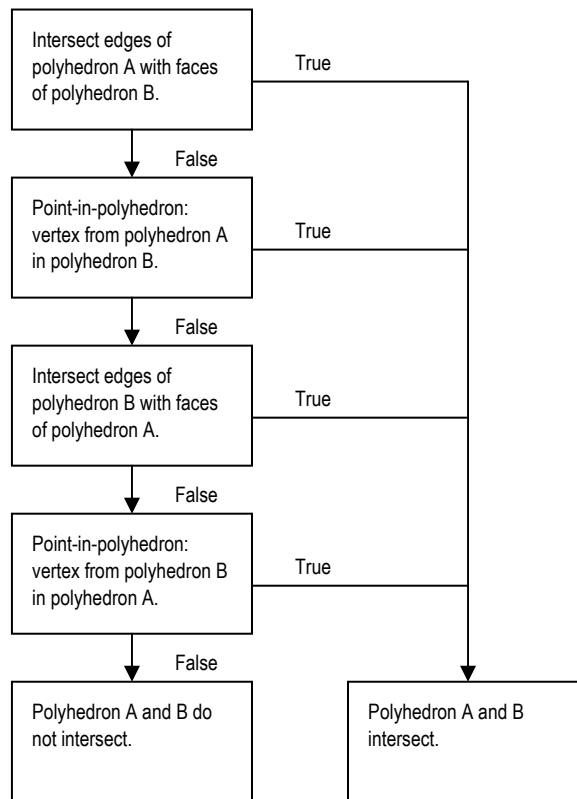 Intersect edges of
polyhedron A with faces
of polyhedron B.
True
False
Point-in-polyhedron:
vertex from polyhedron A
in polyhedron B.
True
False
Intersect edges of
polyhedron B with faces
of polyhedron A.
True
False
Point-in-polyhedron:
vertex from polyhedron B
in polyhedron A.
True
False
Polyhedron A and B do
not intersect.
Polyhedron A and B
intersect.